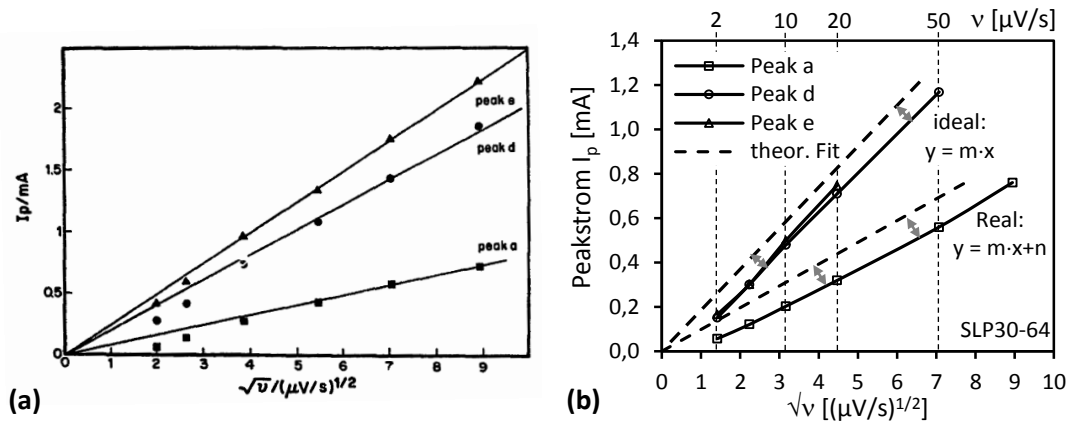 2
1.5
1
0.5
0
Ip/mA
peak e
peak d
peak a
0 1 2 3 4 5 6 7 8 9
√υ/(μV/s)1/2
(a)
2 10 20 50 ν [μV/s]
1,4
1,2
1,0
0,8
0,6
0,4
0,2
0,0
Peakstrom Ip [mA]
Peak a
Peak d
Peak e
theor. Fit
ideal:
y = m·x
Real:
y = m·x+n
SLP30-64
0 1 2 3 4 5 6 7 8 9 10
√ν [(μV/s)1/2]
(b)